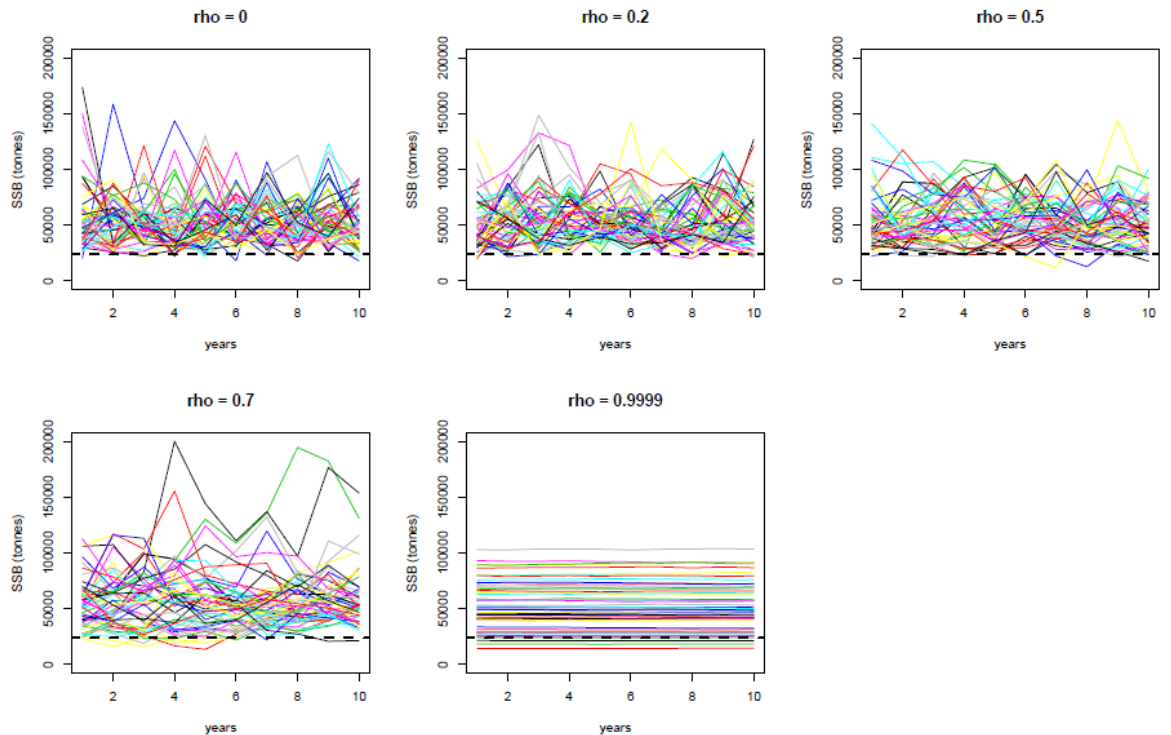 rho = 0
rho = 0.2
rho = 0.5
SSB (tonnes)
0 50000 100000 150000 200000
2 4 6 8 10
years
SSB (tonnes)
0 50000 100000 150000 200000
2 4 6 8 10
years
SSB (tonnes)
0 50000 100000 150000 200000
2 4 6 8 10
years
rho = 0.7
rho = 0.9999
SSB (tonnes)
0 50000 100000 150000 200000
2 4 6 8 10
years
SSB (tonnes)
0 50000 100000 150000 200000
2 4 6 8 10
years